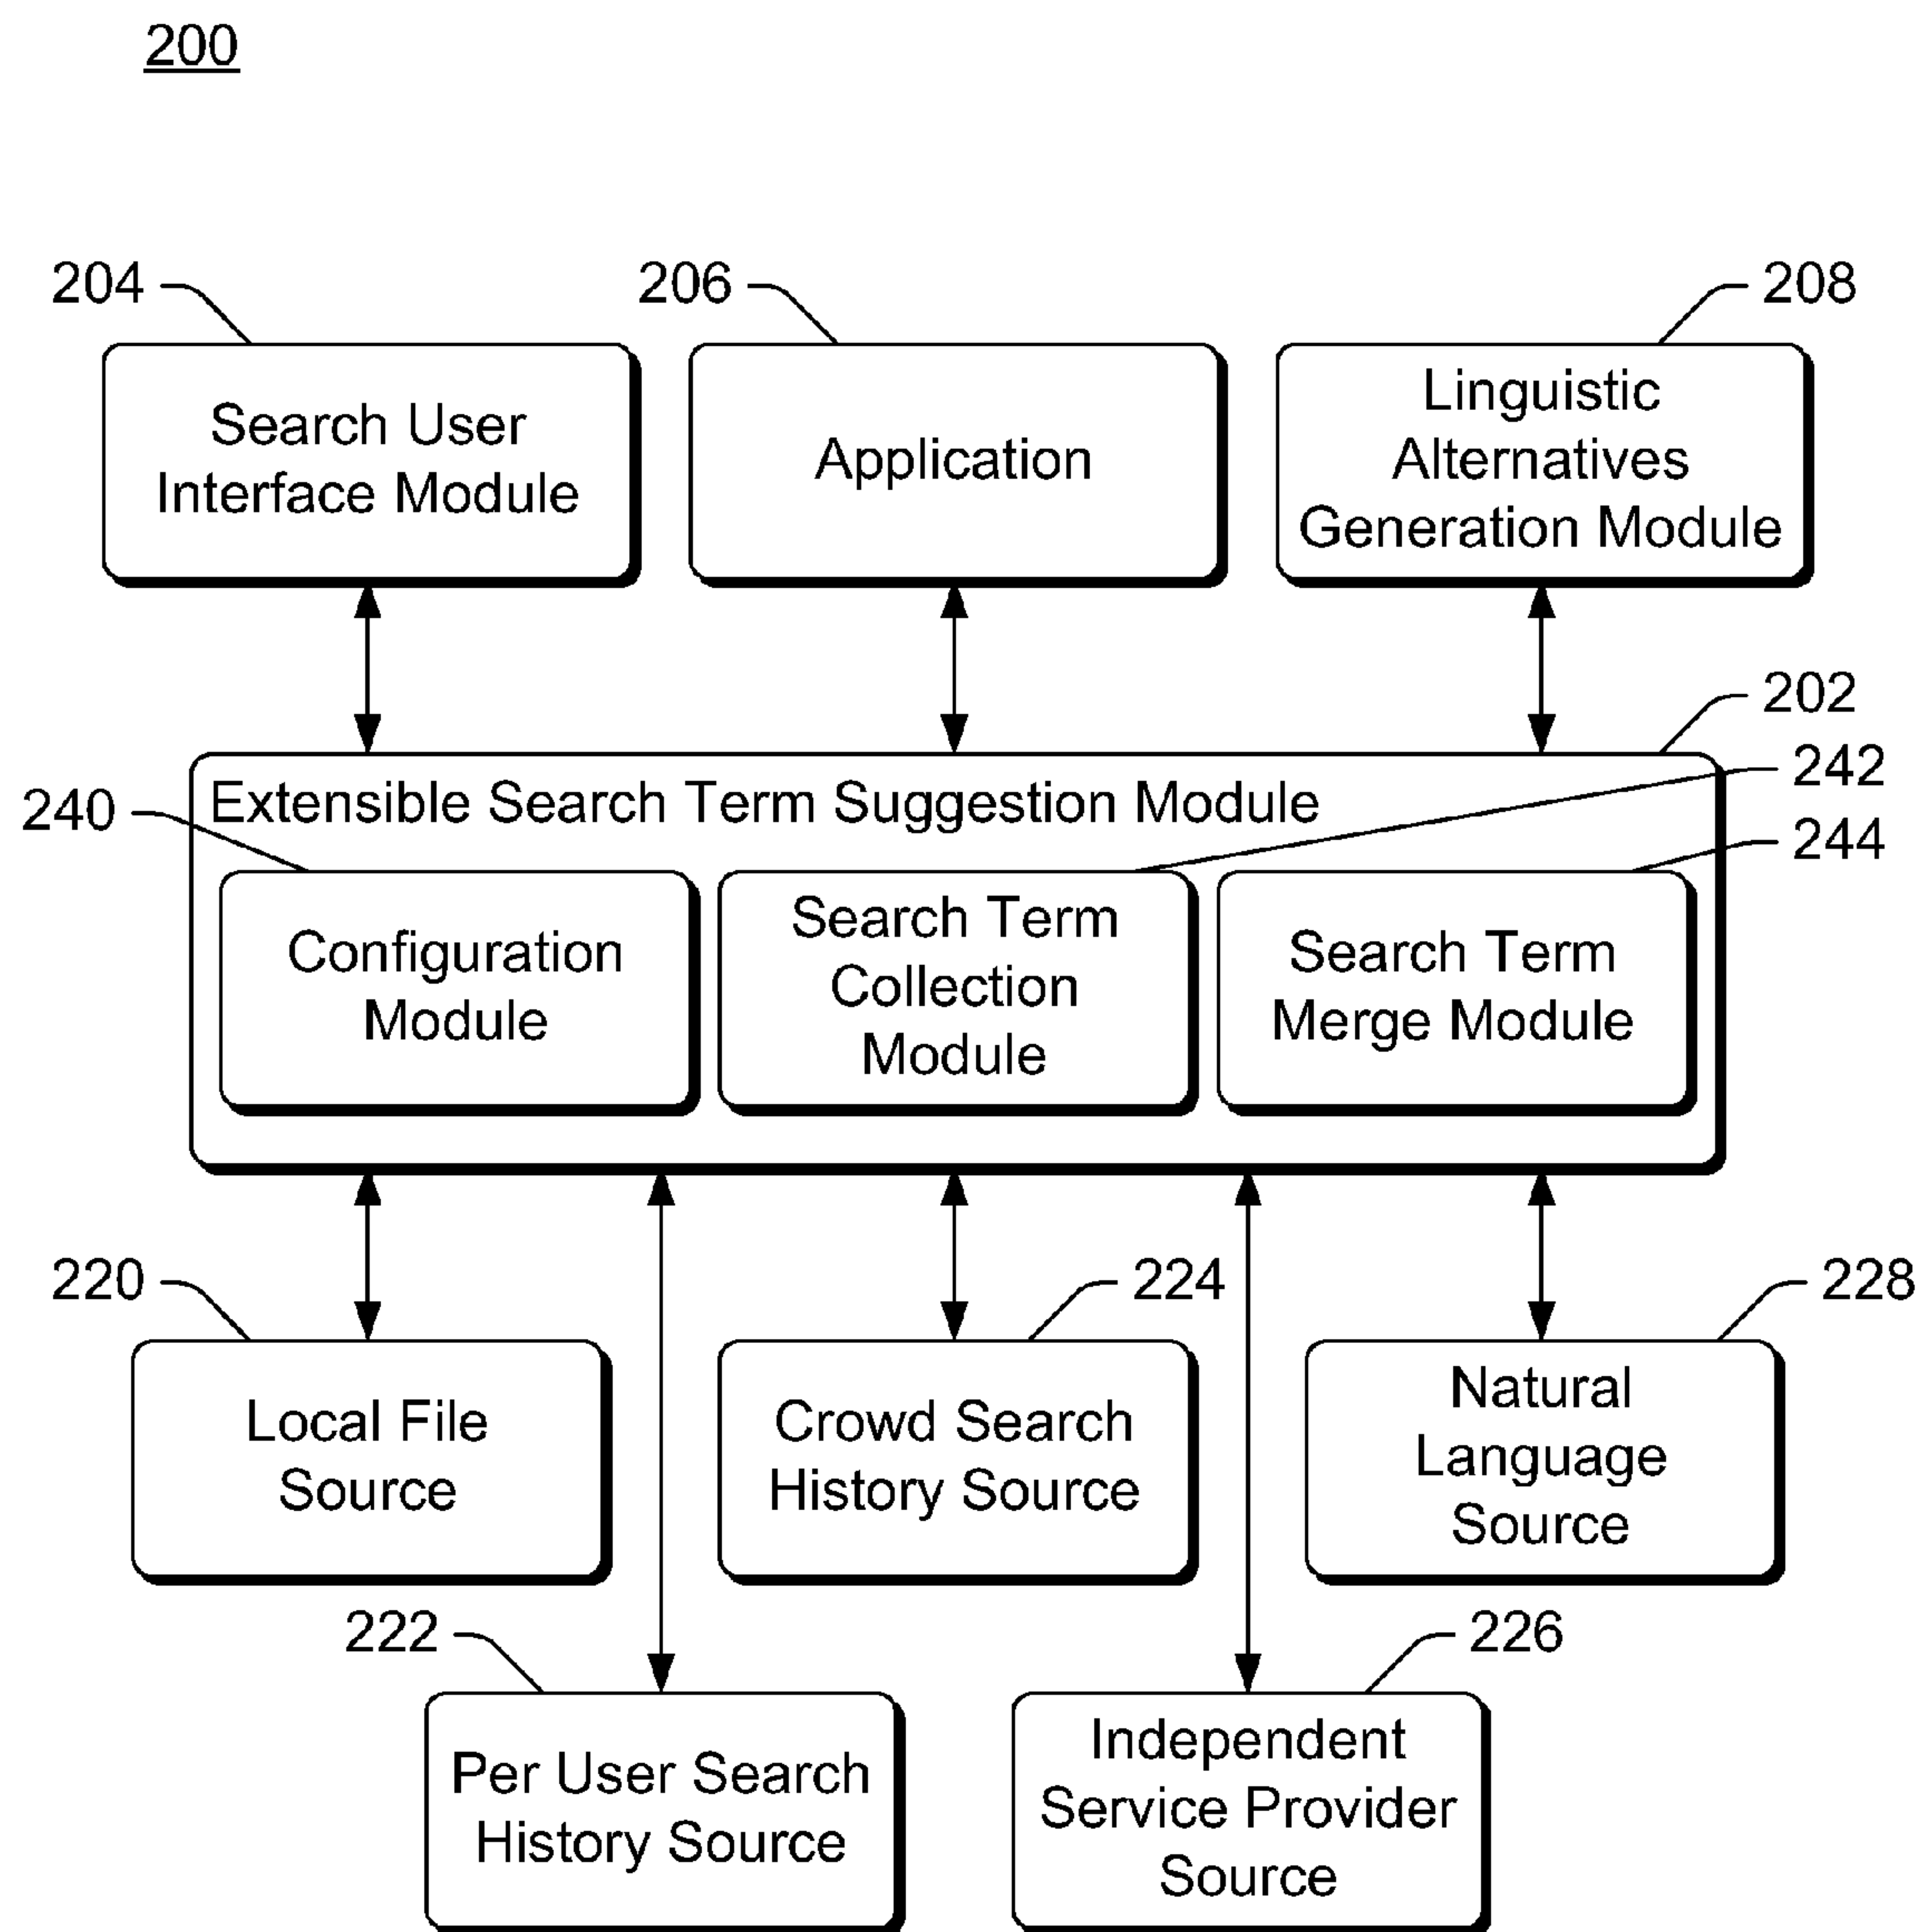 200
204
206
208
Search User
Interface Module
Application
Linguistic
Alternatives
Generation Module
202
242
240
244
Extensible Search Term Suggestion Module
Configuration
Module
Search Term
Collection
Module
Search Term
Merge Module
220
224
228
Local File
Source
Crowd Search
History Source
Natural
Language
Source
222
226
Per User Search
History Source
Independent
Service Provider
Source